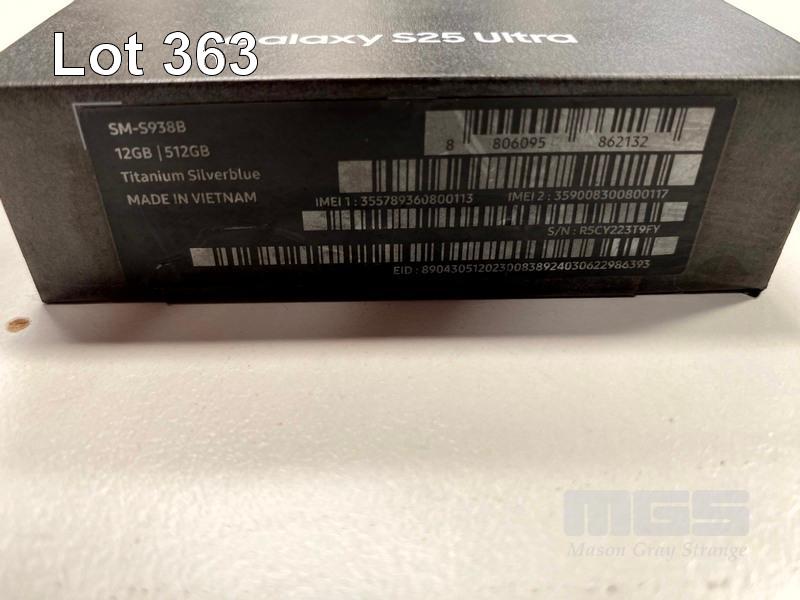 Lot 363
Galaxy S25 Ultra
SM-S938B
12GB | 512GB
Titanium Silverblue
MADE IN VIETNAM
8 806095 862132
IMEI 1 : 355789360800113 IMEI 2 : 359008300800117
S/N : R5CY223T9FY
EID : 89043051202300838924030622986393
MGS
Mason Gray Strange